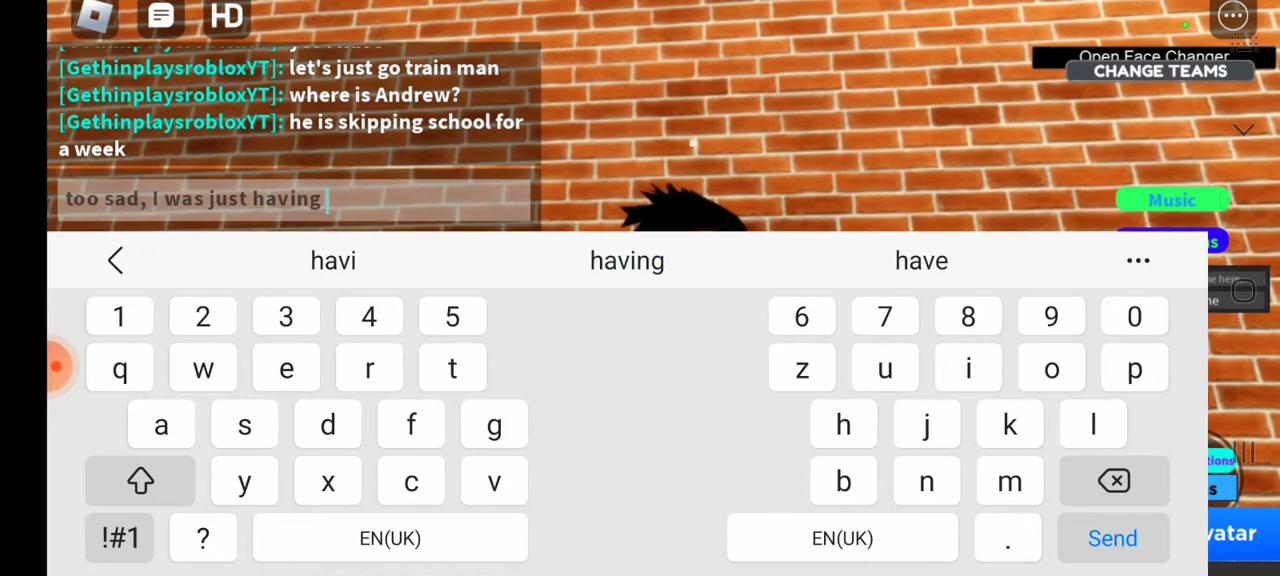 HD
[GethinplaysrobloxYT]: let's just go train man
[GethinplaysrobloxYT]: where is Andrew?
[GethinplaysrobloxYT]: he is skipping school for
a week
too sad, I was just having
Open Face Changer
CHANGE TEAMS
Music
havi having have
1 2 3 4 5 6 7 8 9 0
q w e r t z u i o p
a s d f g h j k l
y x c v b n m
!#1 ? EN(UK) EN(UK) . Send